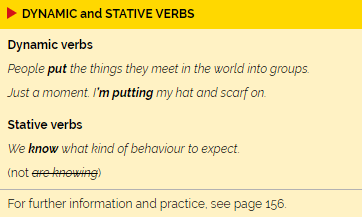 DYNAMIC and STATIVE VERBS
Dynamic verbs
People put the things they meet in the world into groups.
Just a moment. I'm putting my hat and scarf on.
Stative verbs
We know what kind of behaviour to expect.
(not are knowing)
For further information and practice, see page 156.